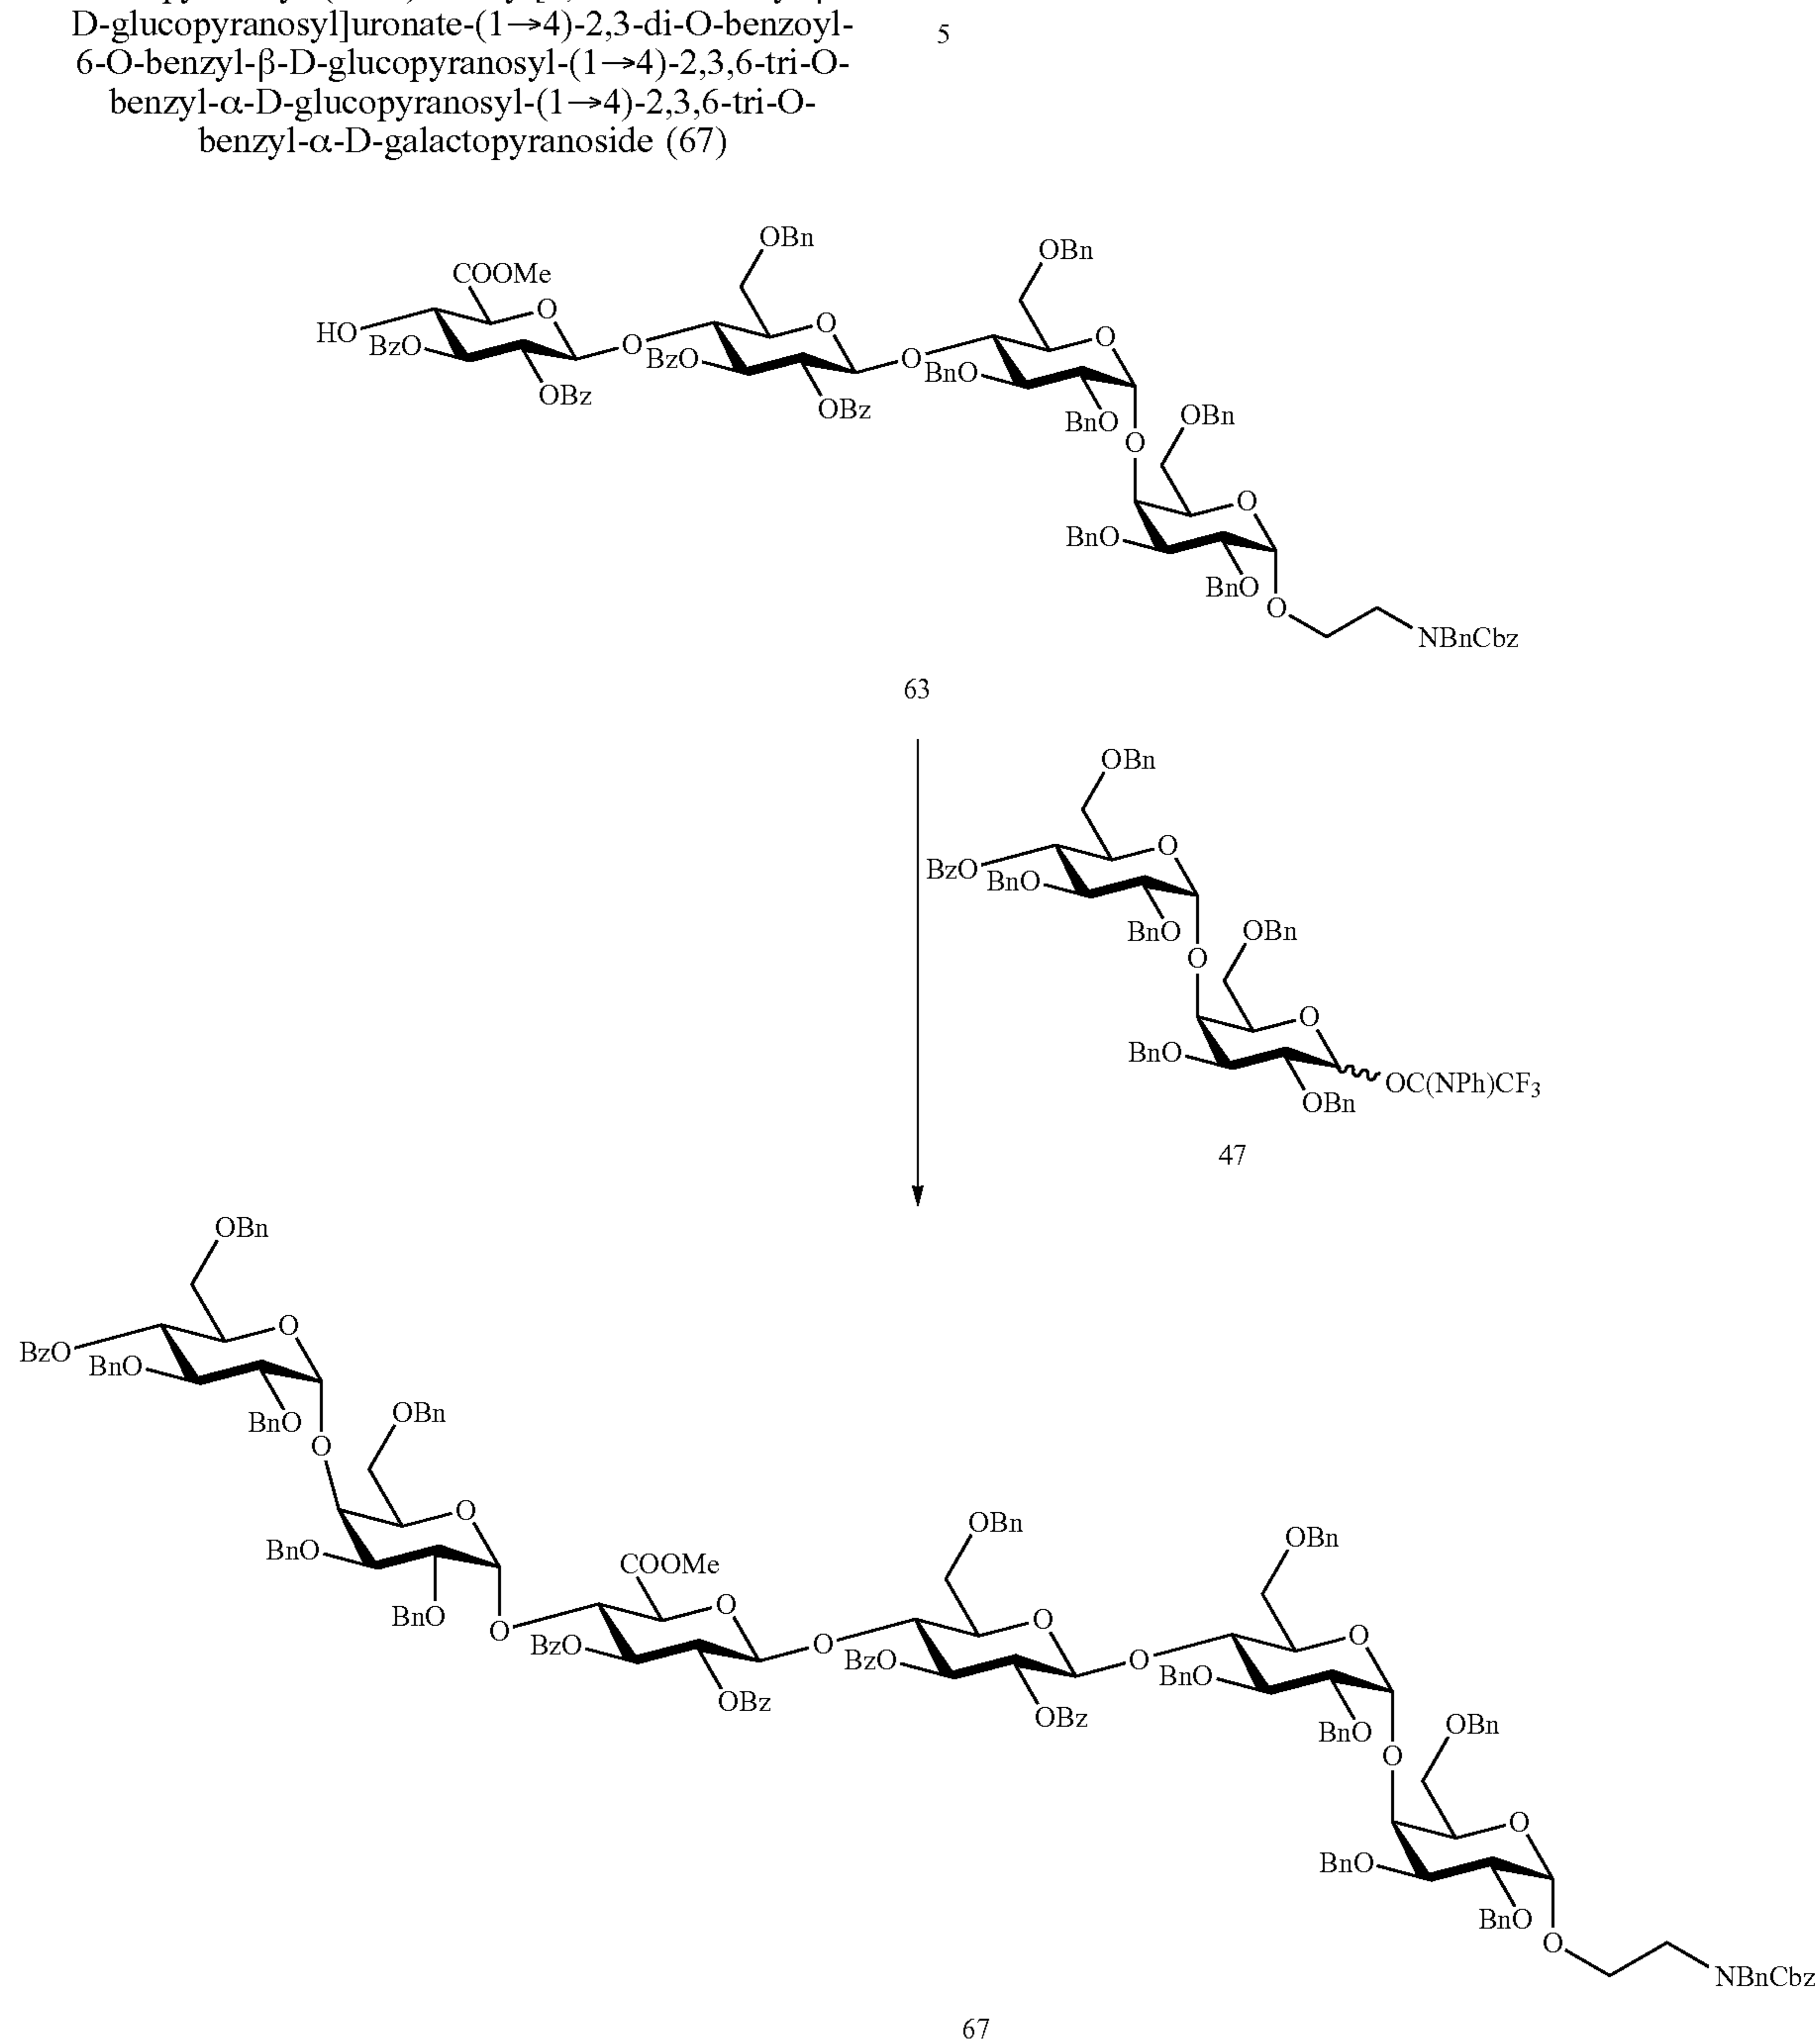 D-glucopyranosyl]uronate-(1→4)-2,3-di-O-benzoyl-
6-O-benzyl-β-D-glucopyranosyl-(1→4)-2,3,6-tri-O-
benzyl-α-D-glucopyranosyl-(1→4)-2,3,6-tri-O-
benzyl-α-D-galactopyranoside (67)
5
OBn
OBn
COOMe
O
O
O
HO
BzO
O
BzO
O
BnO
OBz
OBz
BnO
OBn
O
O
BnO
BnO
O
NBnCbz
63
OBn
O
BzO
BnO
BnO
OBn
O
O
BnO
OC(NPh)CF3
OBn
47
OBn
O
BzO
BnO
BnO
OBn
O
O
OBn
OBn
BnO
COOMe
O
O
O
BnO
O
BzO
O
BzO
O
BnO
OBz
OBz
BnO
OBn
O
O
BnO
BnO
O
NBnCbz
67